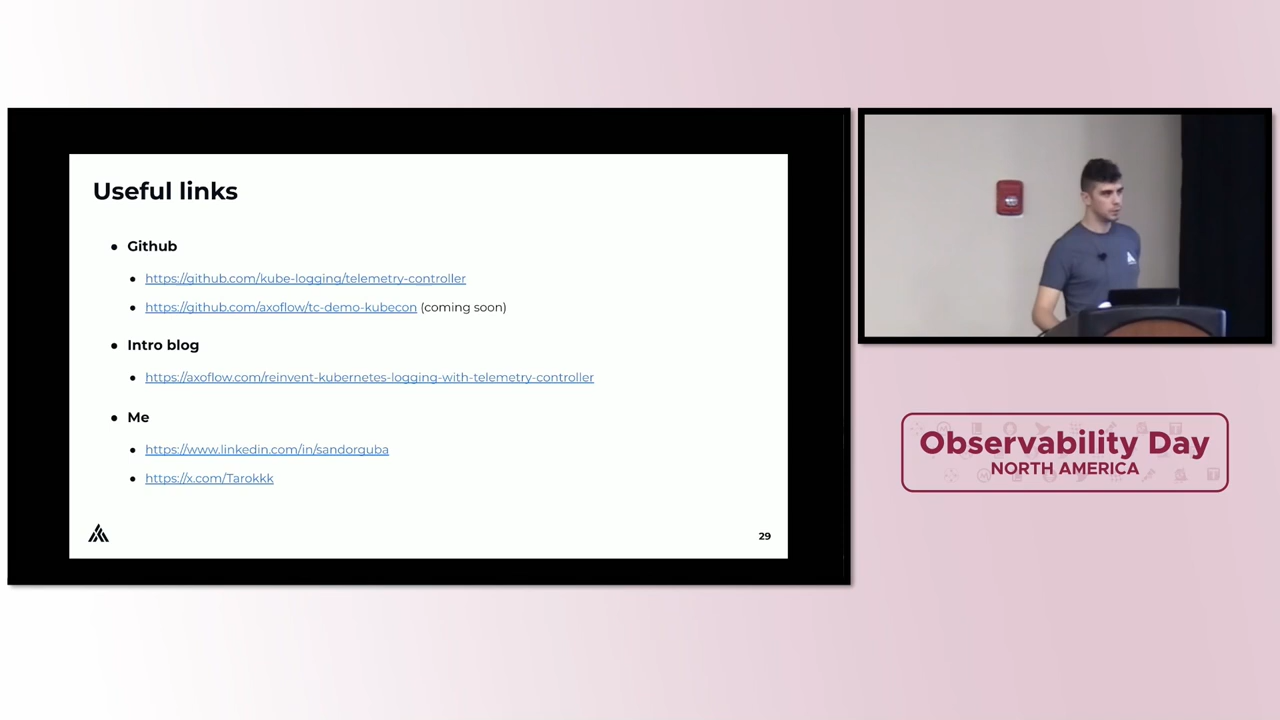 Useful links
Github
https://github.com/kube-logging/telemetry-controller
https://github.com/axoflow/tc-demo-kubecon (coming soon)
Intro blog
https://axoflow.com/reinvent-kubernetes-logging-with-telemetry-controller
Me
https://www.linkedin.com/in/sandorguba
https://x.com/Tarokkk
29
Observability Day
NORTH AMERICA